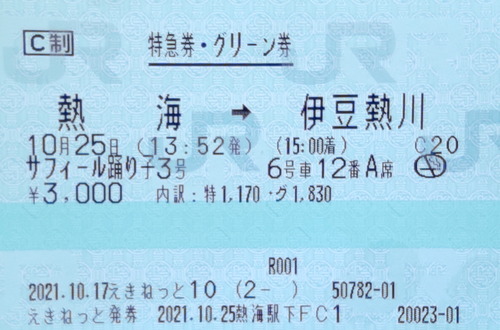 C制 特急券・グリーン券
熱海 → 伊豆熱川
10月25日 (13:52発) (15:00着) C20
サフィール踊り子3号 6号車12番A席
¥3,000 内訳:特1,170・グ1,830
R001
2021.10.17えきねっと10 (2- ) 50782-01
えきねっと発券 2021.10.25熱海駅下FC1 20023-01